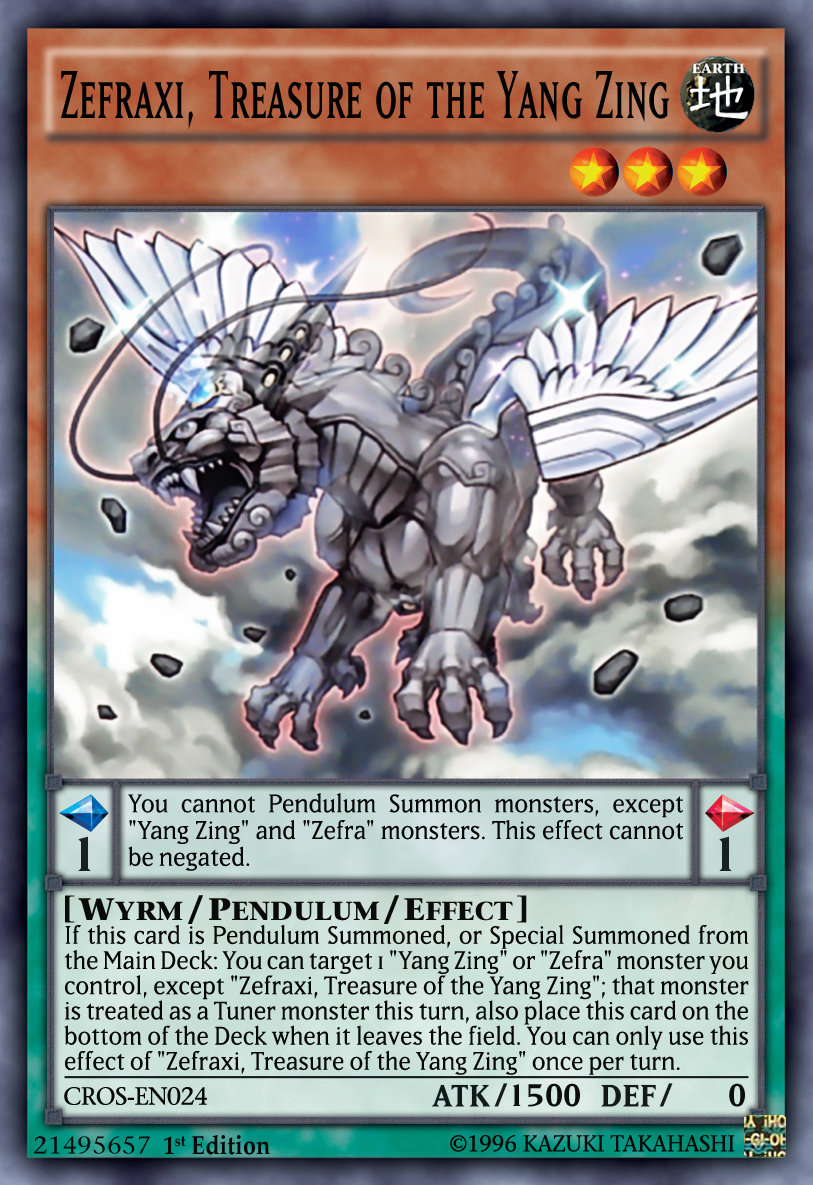 Zefraxi, Treasure of the Yang Zing
EARTH
地
You cannot Pendulum Summon monsters, except
"Yang Zing" and "Zefra" monsters. This effect cannot
be negated.
1
1
[ Wyrm / Pendulum / Effect ]
If this card is Pendulum Summoned, or Special Summoned from
the Main Deck: You can target 1 "Yang Zing" or "Zefra" monster you
control, except "Zefraxi, Treasure of the Yang Zing"; that monster
is treated as a Tuner monster this turn, also place this card on the
bottom of the Deck when it leaves the field. You can only use this
effect of "Zefraxi, Treasure of the Yang Zing" once per turn.
CROS-EN024 ATK/1500 DEF/ 0
21495657 1st Edition ©1996 KAZUKI TAKAHASHI